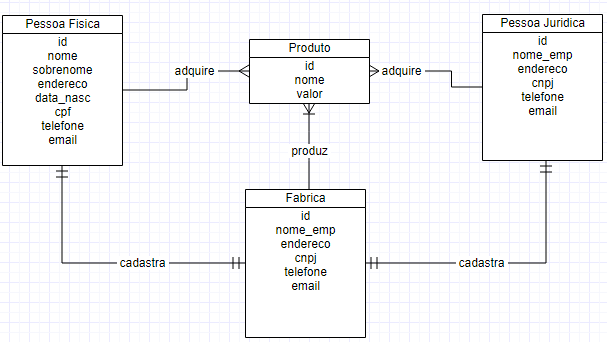 Pessoa Fisica
id
nome
sobrenome
endereco
data_nasc
cpf
telefone
email
adquire
Produto
id
nome
valor
adquire
Pessoa Juridica
id
nome_emp
endereco
cnpj
telefone
email
produz
Fabrica
id
nome_emp
endereco
cnpj
telefone
email
cadastra
cadastra